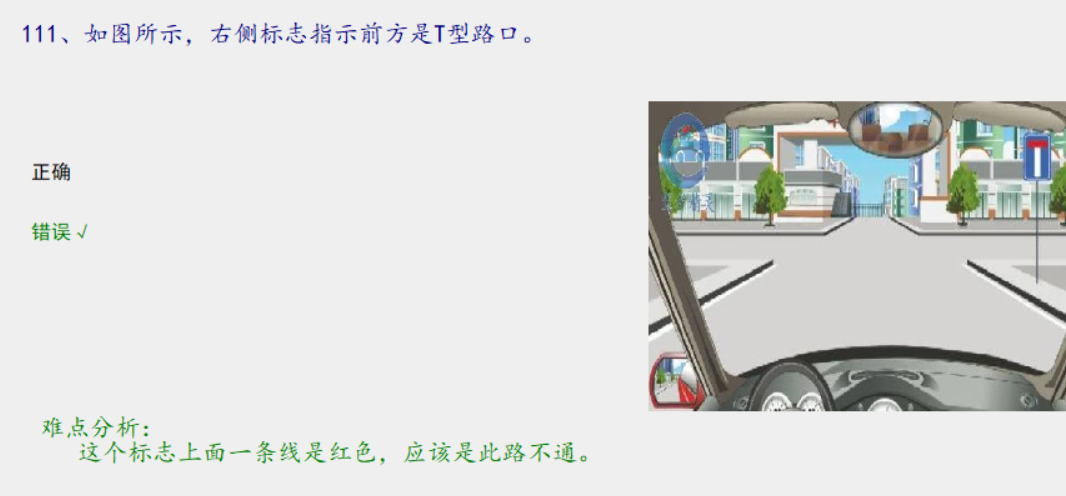 111、如图所示，右侧标志指示前方是T型路口。
正确
错误 √
难点分析：
这个标志上面一条线是红色，应该是此路不通。